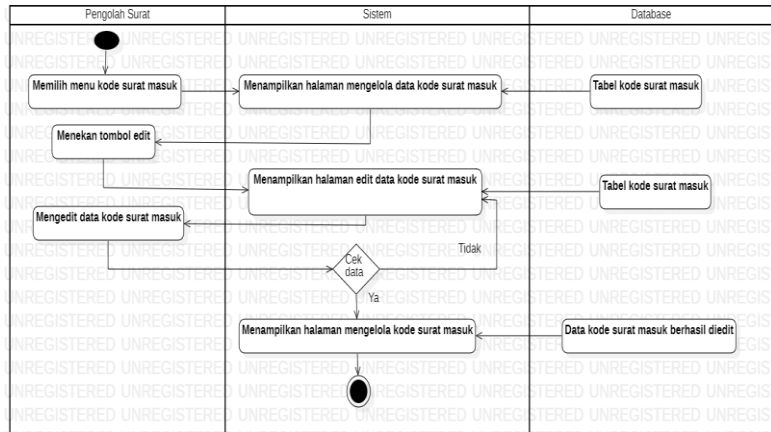 Pengolah Surat
Sistem
Database
Memilih menu kode surat masuk
Menampilkan halaman mengelola data kode surat masuk
Tabel kode surat masuk
Menekan tombol edit
Menampilkan halaman edit data kode surat masuk
Tabel kode surat masuk
Mengedit data kode surat masuk
Cek
data
Tidak
Ya
Menampilkan halaman mengelola kode surat masuk
Data kode surat masuk berhasil diedit